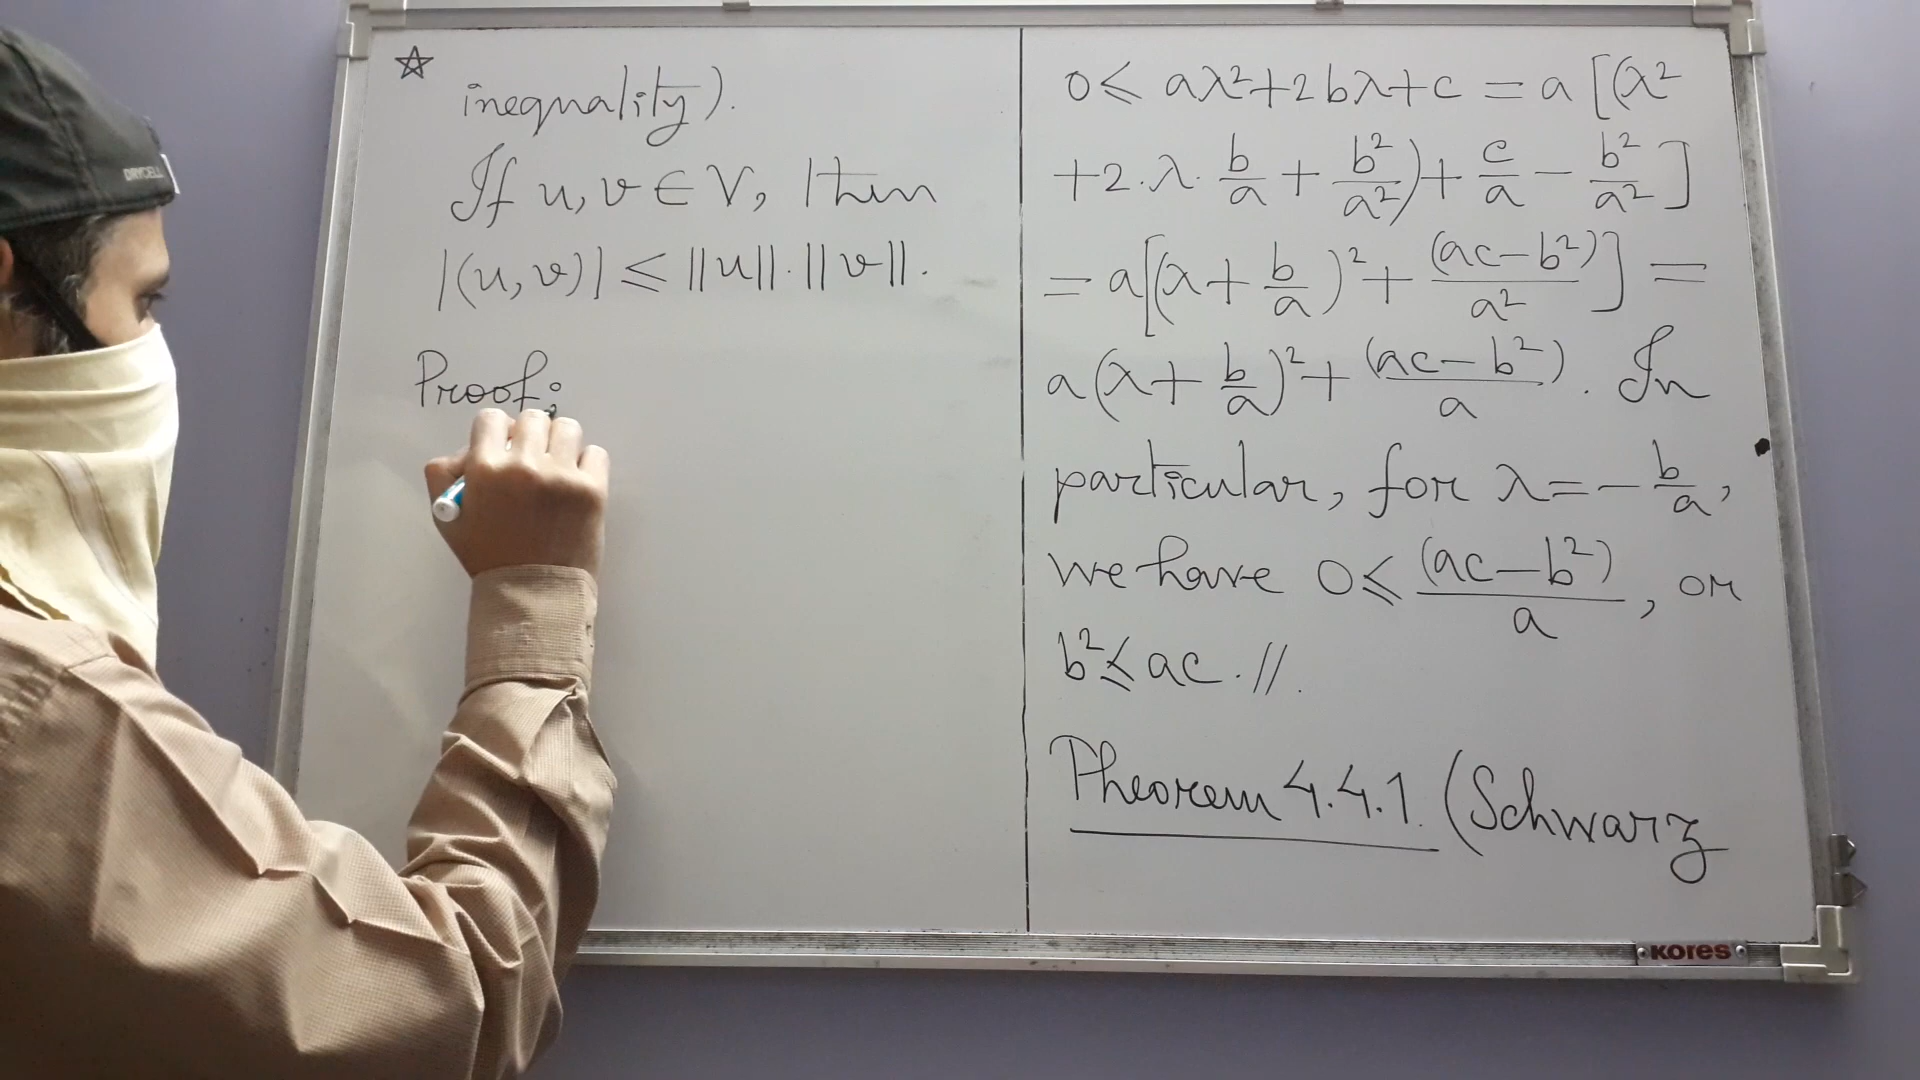 ☆ inequality).
If u, v ∈ V, then
|(u, v)| ≤ ||u||.||v||.
Proof:
0 ≤ aλ²+2bλ+c = a[(λ²
+2.λ.b/a + b²/a²) + c/a − b²/a²]
= a[(λ + b/a)² + (ac−b²)/a²] =
a(λ + b/a)² + (ac−b²)/a. In
particular, for λ = −b/a,
we have 0 ≤ (ac−b²)/a, or
b² ≤ ac.//.
Theorem 4.4.1. (Schwarz
KORES
DRYCELL